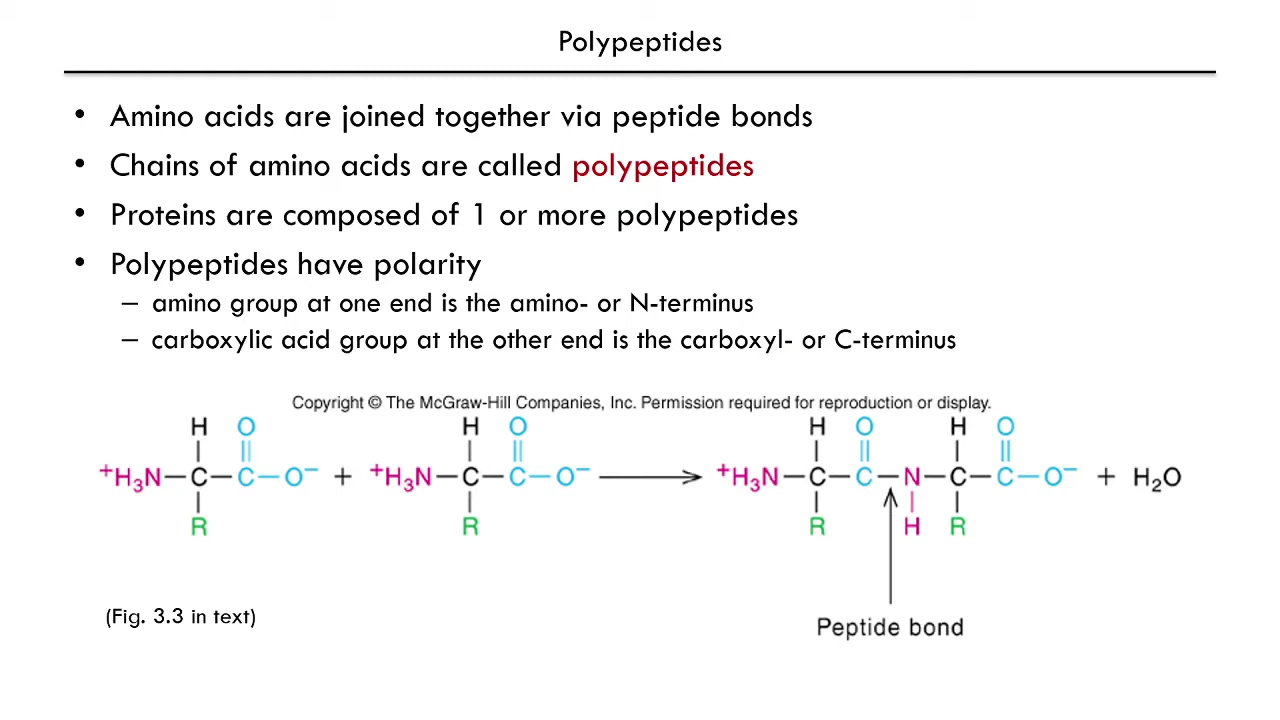 Polypeptides
• Amino acids are joined together via peptide bonds
• Chains of amino acids are called polypeptides
• Proteins are composed of 1 or more polypeptides
• Polypeptides have polarity
– amino group at one end is the amino- or N-terminus
– carboxylic acid group at the other end is the carboxyl- or C-terminus
Copyright © The McGraw-Hill Companies, Inc. Permission required for reproduction or display.
H O H O H O H O
⁺H₃N—C—C—O⁻ + ⁺H₃N—C—C—O⁻ ⟶ ⁺H₃N—C—C—N—C—C—O⁻ + H₂O
R R R H R
(Fig. 3.3 in text)
Peptide bond